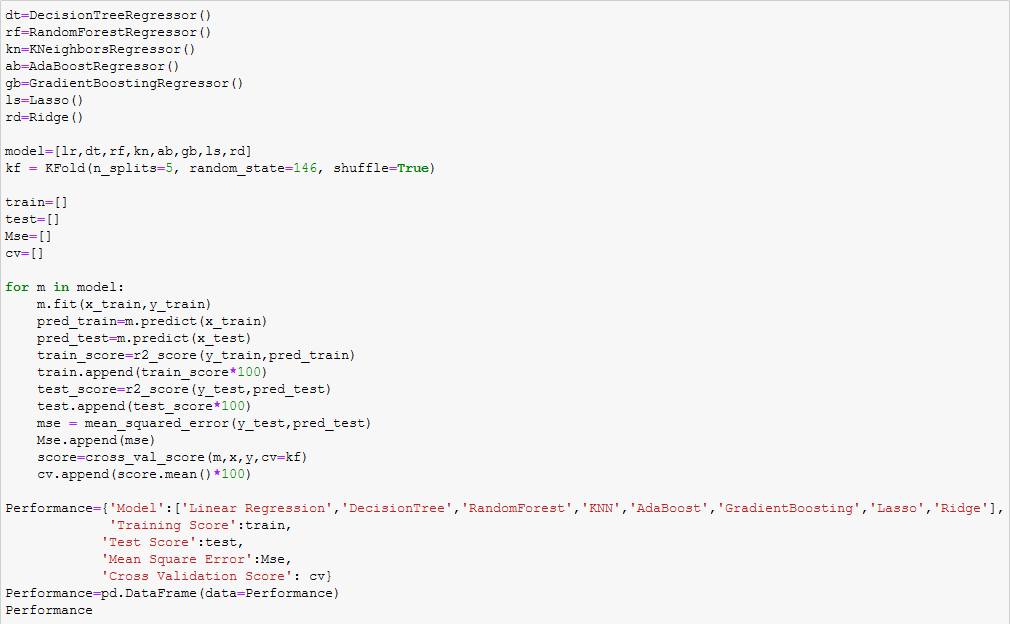 dt=DecisionTreeRegressor()
rf=RandomForestRegressor()
kn=KNeighborsRegressor()
ab=AdaBoostRegressor()
gb=GradientBoostingRegressor()
ls=Lasso()
rd=Ridge()

model=[lr,dt,rf,kn,ab,gb,ls,rd]
kf = KFold(n_splits=5, random_state=146, shuffle=True)

train=[]
test=[]
Mse=[]
cv=[]

for m in model:
    m.fit(x_train,y_train)
    pred_train=m.predict(x_train)
    pred_test=m.predict(x_test)
    train_score=r2_score(y_train,pred_train)
    train.append(train_score*100)
    test_score=r2_score(y_test,pred_test)
    test.append(test_score*100)
    mse = mean_squared_error(y_test,pred_test)
    Mse.append(mse)
    score=cross_val_score(m,x,y,cv=kf)
    cv.append(score.mean()*100)

Performance={'Model':['Linear Regression','DecisionTree','RandomForest','KNN','AdaBoost','GradientBoosting','Lasso','Ridge'],
             'Training Score':train,
            'Test Score':test,
            'Mean Square Error':Mse,
            'Cross Validation Score': cv}
Performance=pd.DataFrame(data=Performance)
Performance